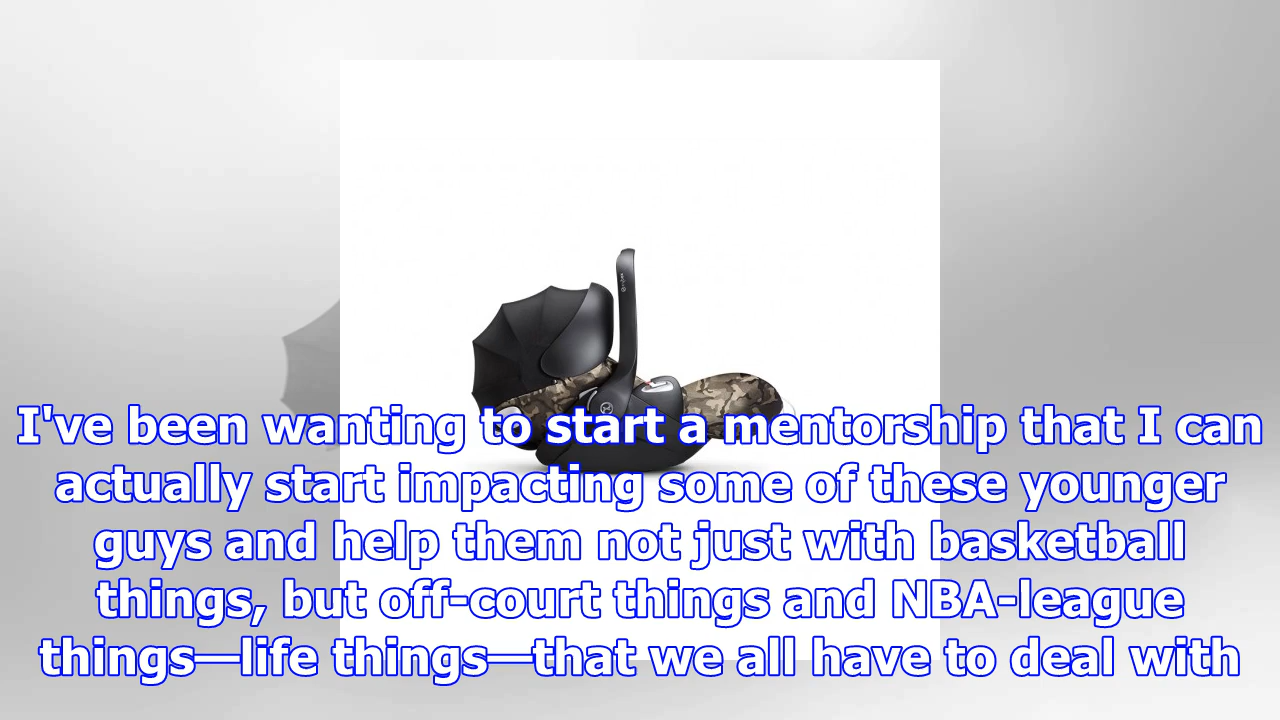 I've been wanting to start a mentorship that I can
actually start impacting some of these younger
guys and help them not just with basketball
things, but off-court things and NBA-league
things—life things—that we all have to deal with